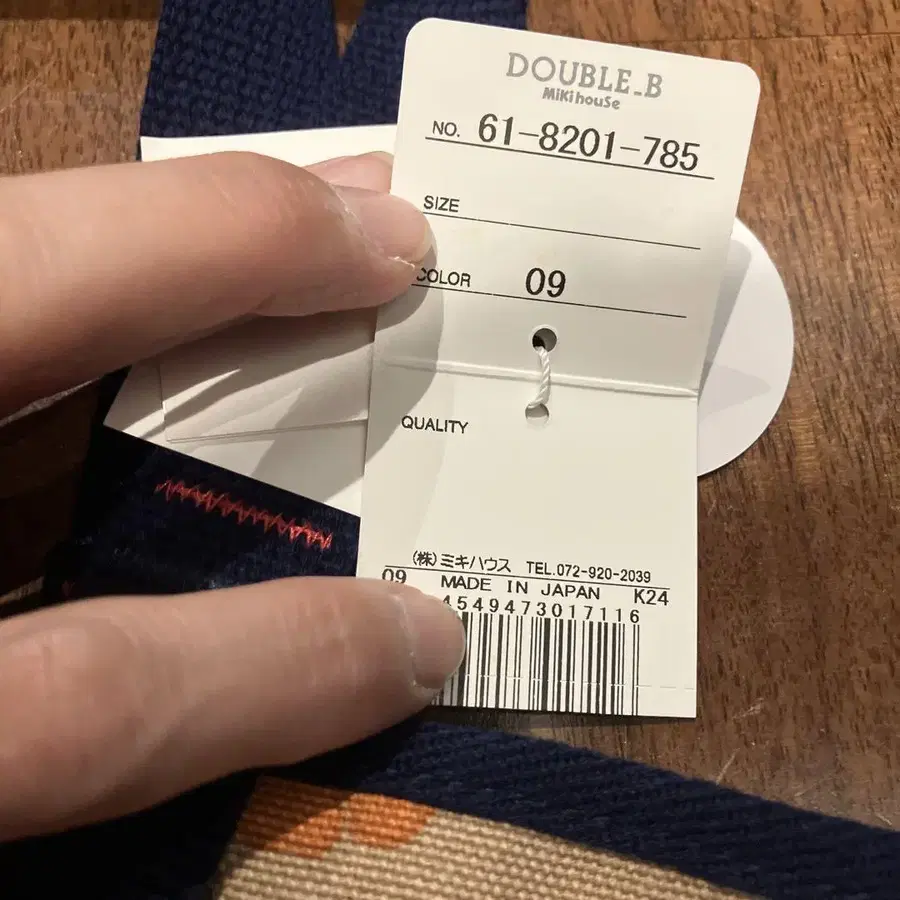 DOUBLE_B
MiKihouSe
NO. 61-8201-785
SIZE
COLOR 09
QUALITY
(株)ミキハウス TEL.072-920-2039
09 MADE IN JAPAN K24
4549473017116